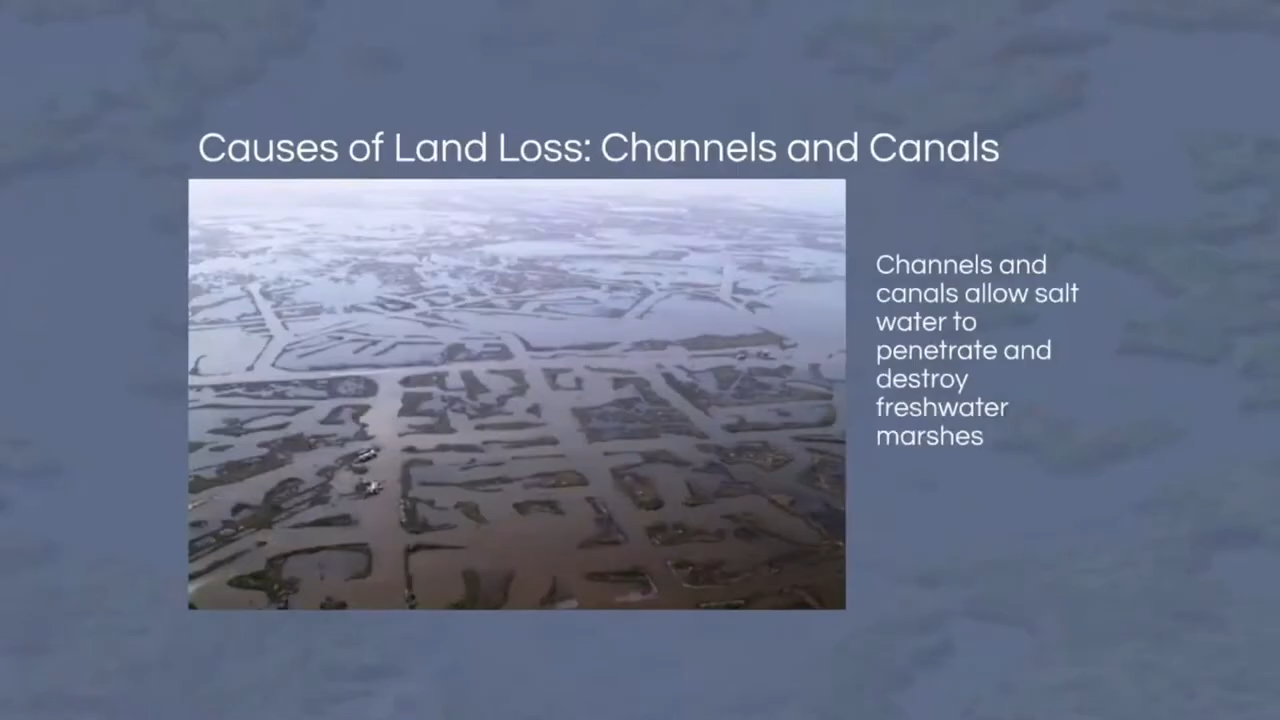 Causes of Land Loss: Channels and Canals
Channels and
canals allow salt
water to
penetrate and
destroy
freshwater
marshes